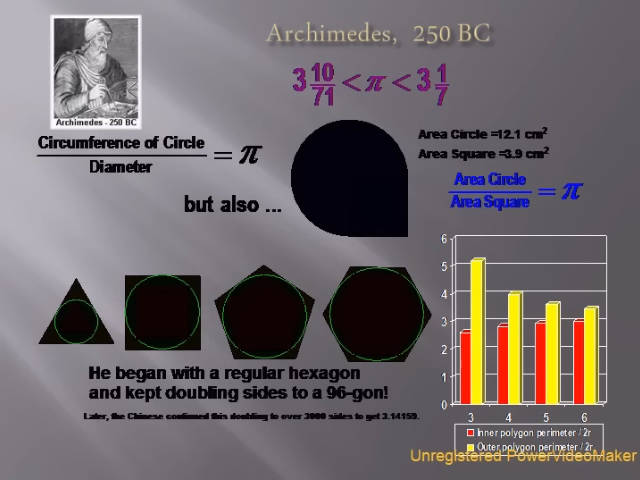 Archimedes, 250 BC
Archimedes - 250 BC
3 10/71 < π < 3 1/7
Circumference of Circle
Diameter
= π
but also ...
Area Circle =12.1 cm²
Area Square =3.9 cm²
Area Circle
Area Square
= π
6
5
4
3
2
1
0
3 4 5 6
Inner polygon perimeter / 2r
Outer polygon perimeter / 2r
He began with a regular hexagon
and kept doubling sides to a 96-gon!
Later, the Chinese continued this doubling to over 3000 sides to get 3.14159.
Unregistered PowerVideoMaker